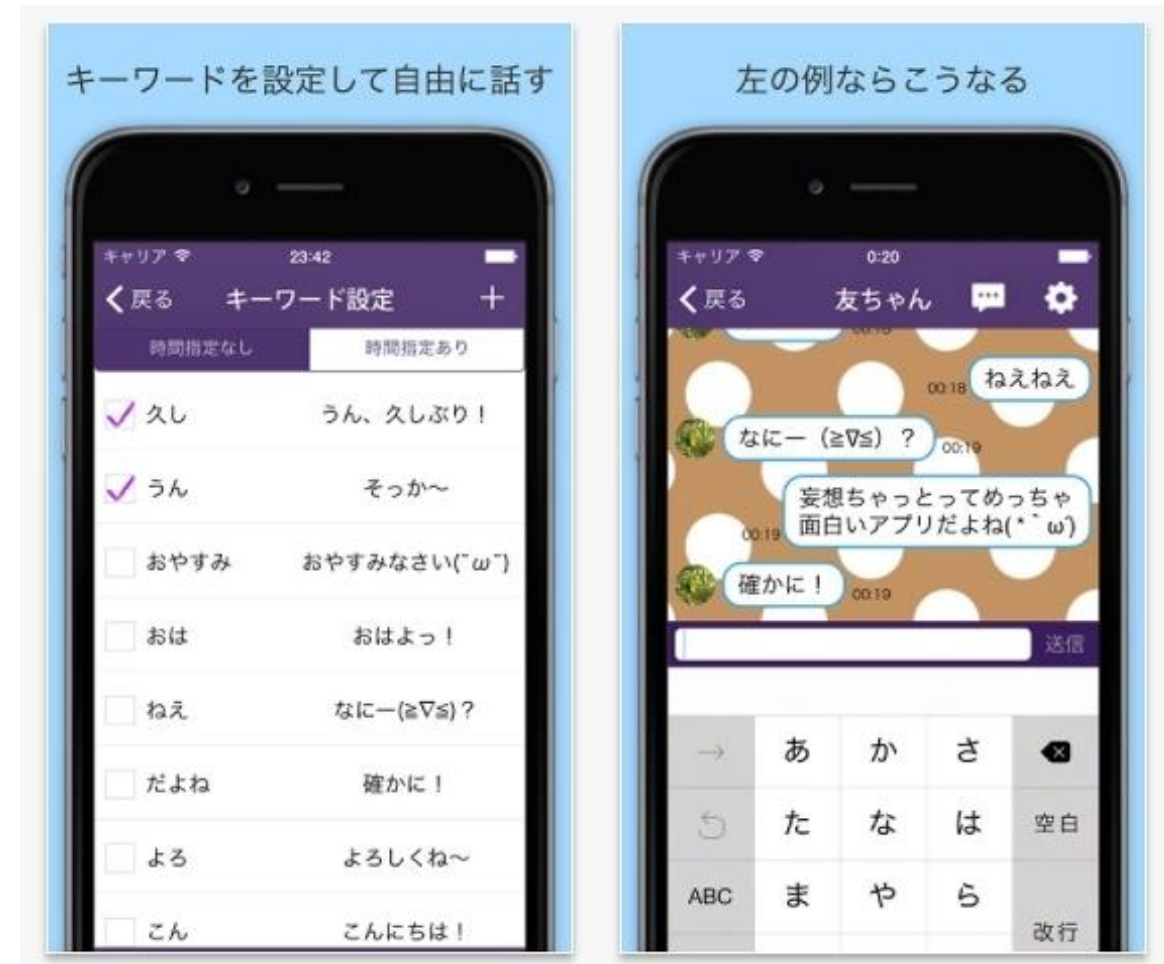 キーワードを設定して自由に話す
キャリア 23:42
戻る キーワード設定 +
時間指定なし 時間指定あり
久し うん、久しぶり！
うん そっか〜
おやすみ おやすみなさい(˘ω˘)
おは おはよっ！
ねえ なにー(≧∇≦)？
だよね 確かに！
よろ よろしくね〜
こん こんにちは！
左の例ならこうなる
キャリア 0:20
戻る 友ちゃん
00:18 ねえねえ
なにー（≧∇≦）？ 00:19
妄想ちゃっとってめっちゃ
00:19 面白いアプリだよね(*｀ω´)
確かに！ 00:19
送信
→ あ か さ
た な は 空白
ABC ま や ら
改行